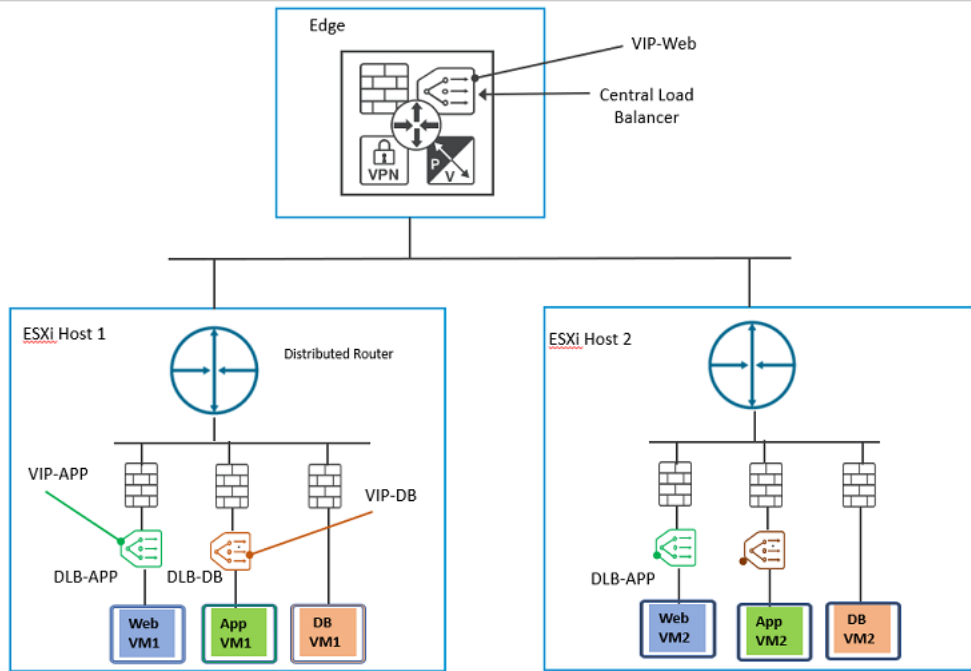 Edge
VIP-Web
Central Load
Balancer
VPN
P
V
ESXi Host 1
Distributed Router
ESXi Host 2
VIP-APP
VIP-DB
DLB-APP
DLB-DB
DLB-APP
Web
VM1
App
VM1
DB
VM1
Web
VM2
App
VM2
DB
VM2